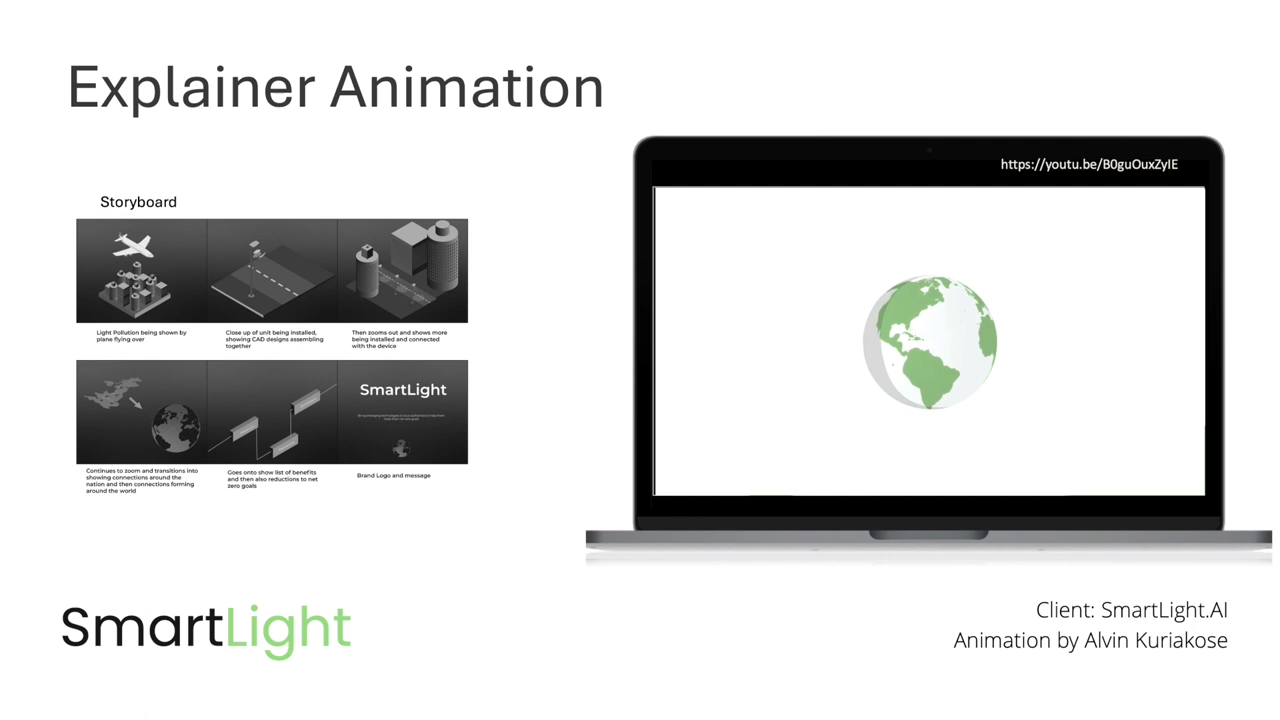 Explainer Animation
https://youtu.be/B0guOuxZyIE
Storyboard
Light Pollution being shown by
plane flying over
Close up of unit being installed,
showing CAD designs assembling
together
Then zooms out and shows more
being installed and connected
with the device
SmartLight
Continues to zoom and transitions into
showing connections around the
nation and then connections forming
around the world
Goes onto show list of benefits
and then also reductions to net
zero goals
Brand Logo and message
SmartLight
Client: SmartLight.AI
Animation by Alvin Kuriakose